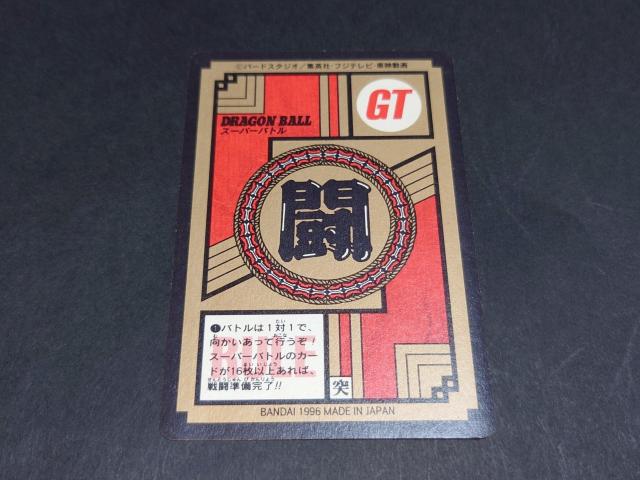 ©バードスタジオ/集英社・フジテレビ・東映動画
GT
DRAGON BALL
スーパーバトル
闘
❶バトルは1対1で、
向かいあって行うぞ!
スーパーバトルのカー
ドが16枚以上あれば、
戦闘準備完了!!
RULE
突
BANDAI 1996 MADE IN JAPAN